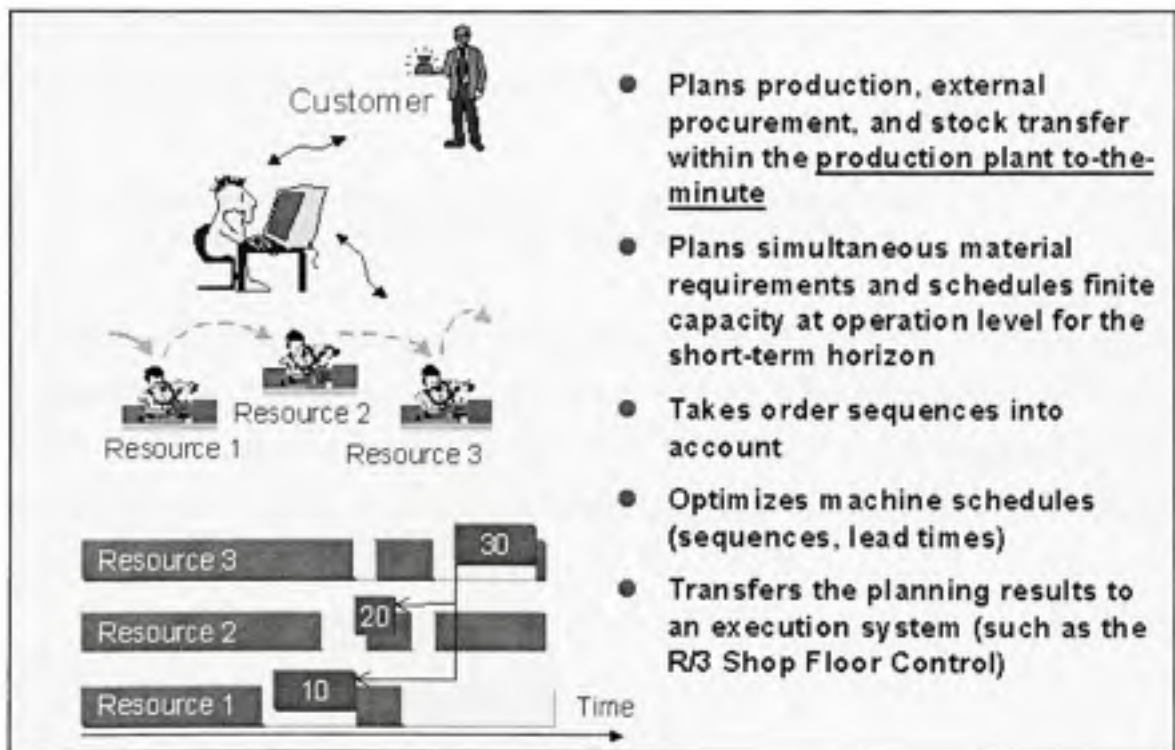 Customer
Resource 1
Resource 2
Resource 3
Resource 3
30
Resource 2
20
Resource 1
10
Time
Plans production, external
procurement, and stock transfer
within the production plant to-the-
minute
Plans simultaneous material
requirements and schedules finite
capacity at operation level for the
short-term horizon
Takes order sequences into
account
Optimizes machine schedules
(sequences, lead times)
Transfers the planning results to
an execution system (such as the
R/3 Shop Floor Control)